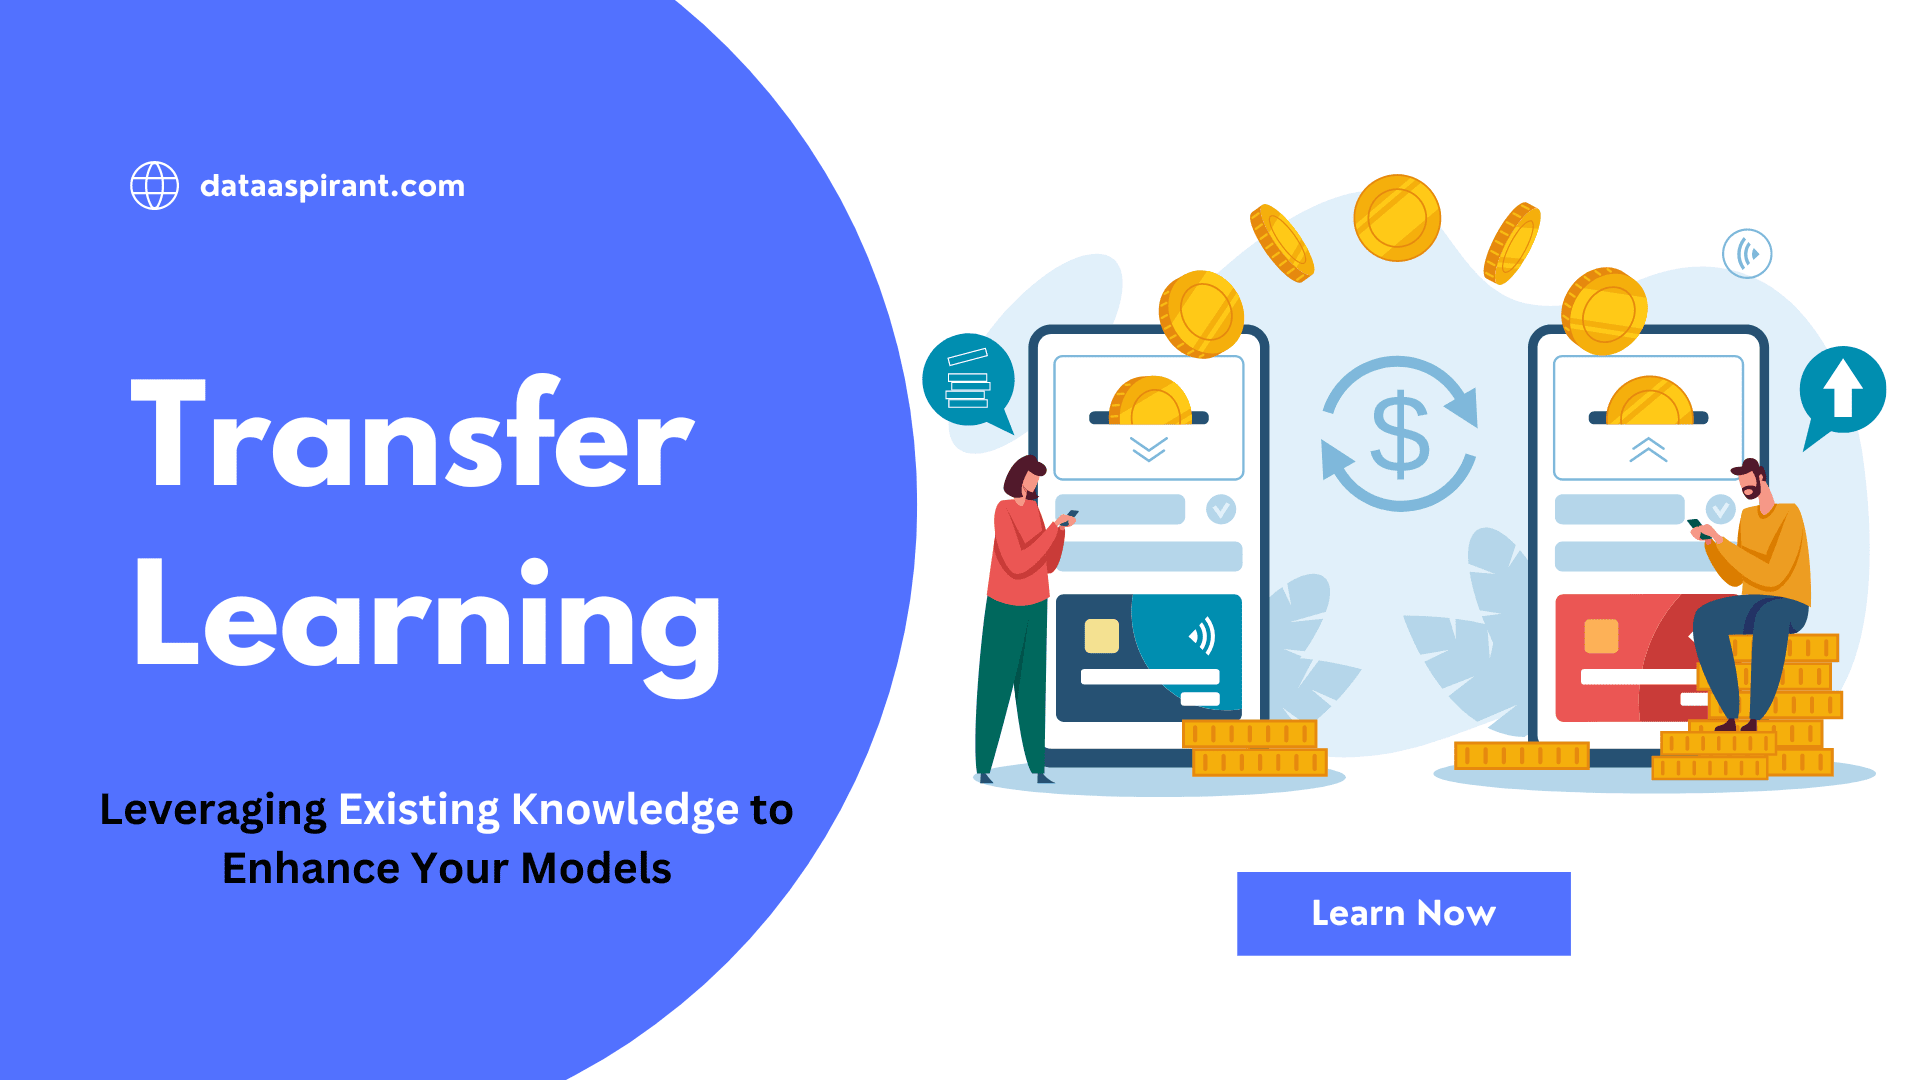 dataaspirant.com
Transfer
Learning
Leveraging Existing Knowledge to
Enhance Your Models
$
Learn Now